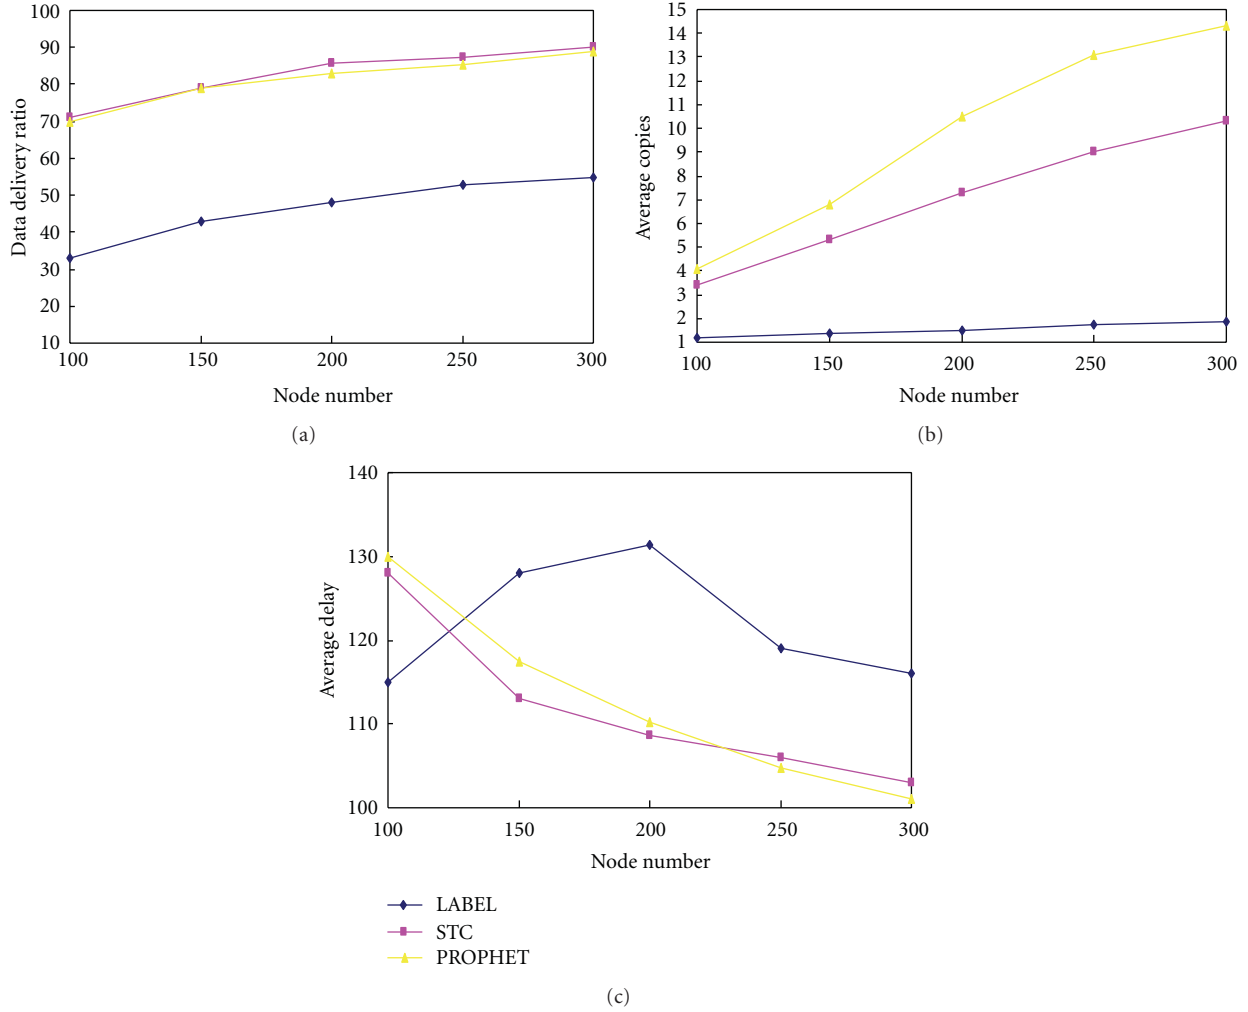 100
90
80
70
60
50
40
30
20
10
Data delivery ratio
100 150 200 250 300
Node number
(a)
15
14
13
12
11
10
9
8
7
6
5
4
3
2
1
Average copies
100 150 200 250 300
Node number
(b)
140
130
120
110
100
Average delay
100 150 200 250 300
Node number
LABEL
STC
PROPHET
(c)